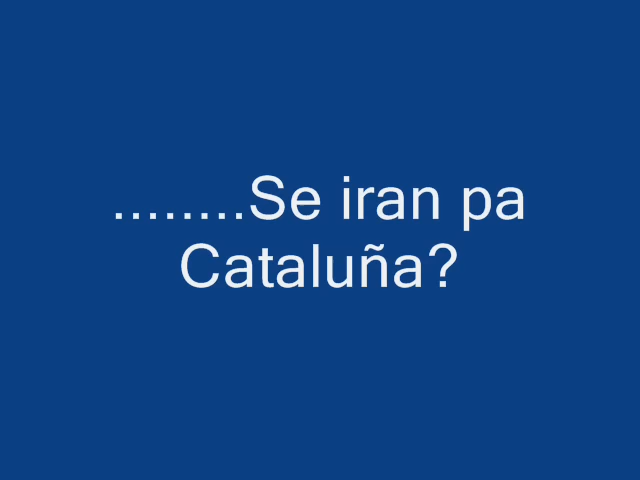 ........Se iran pa
Cataluña?